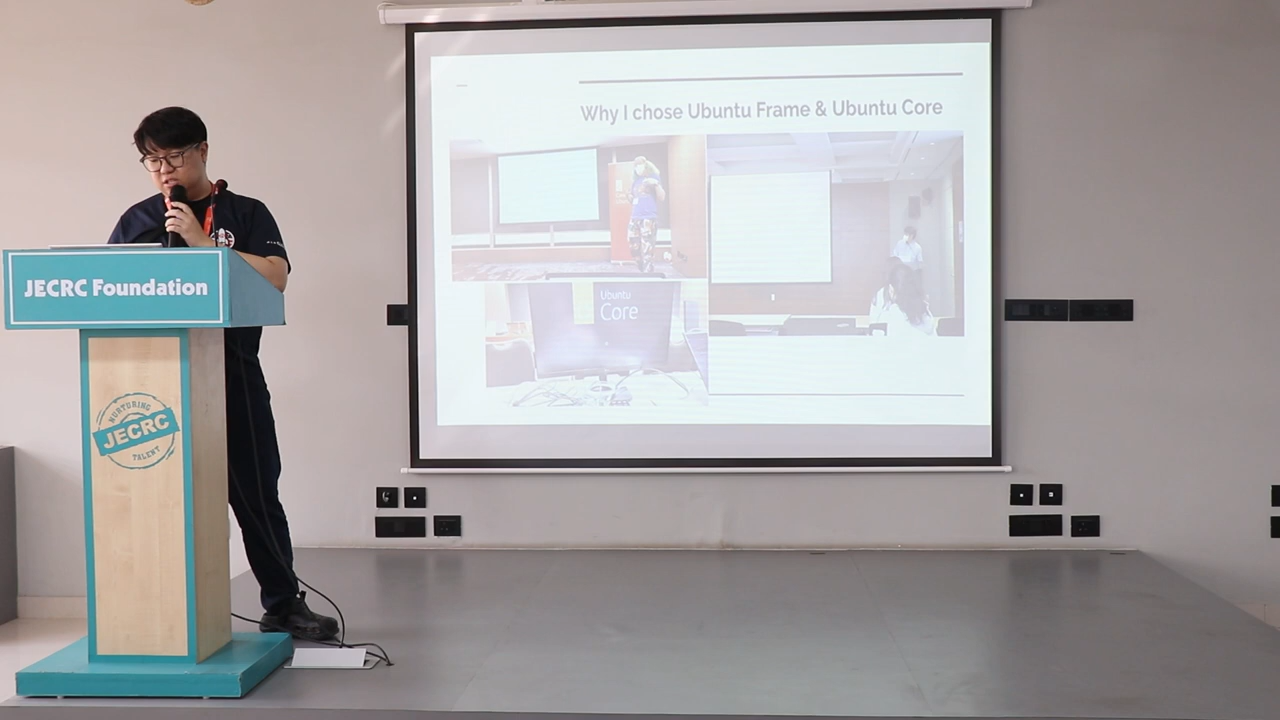 Why I chose Ubuntu Frame & Ubuntu Core
Ubuntu
Core
JECRC Foundation
NURTURING
JECRC
TALENT